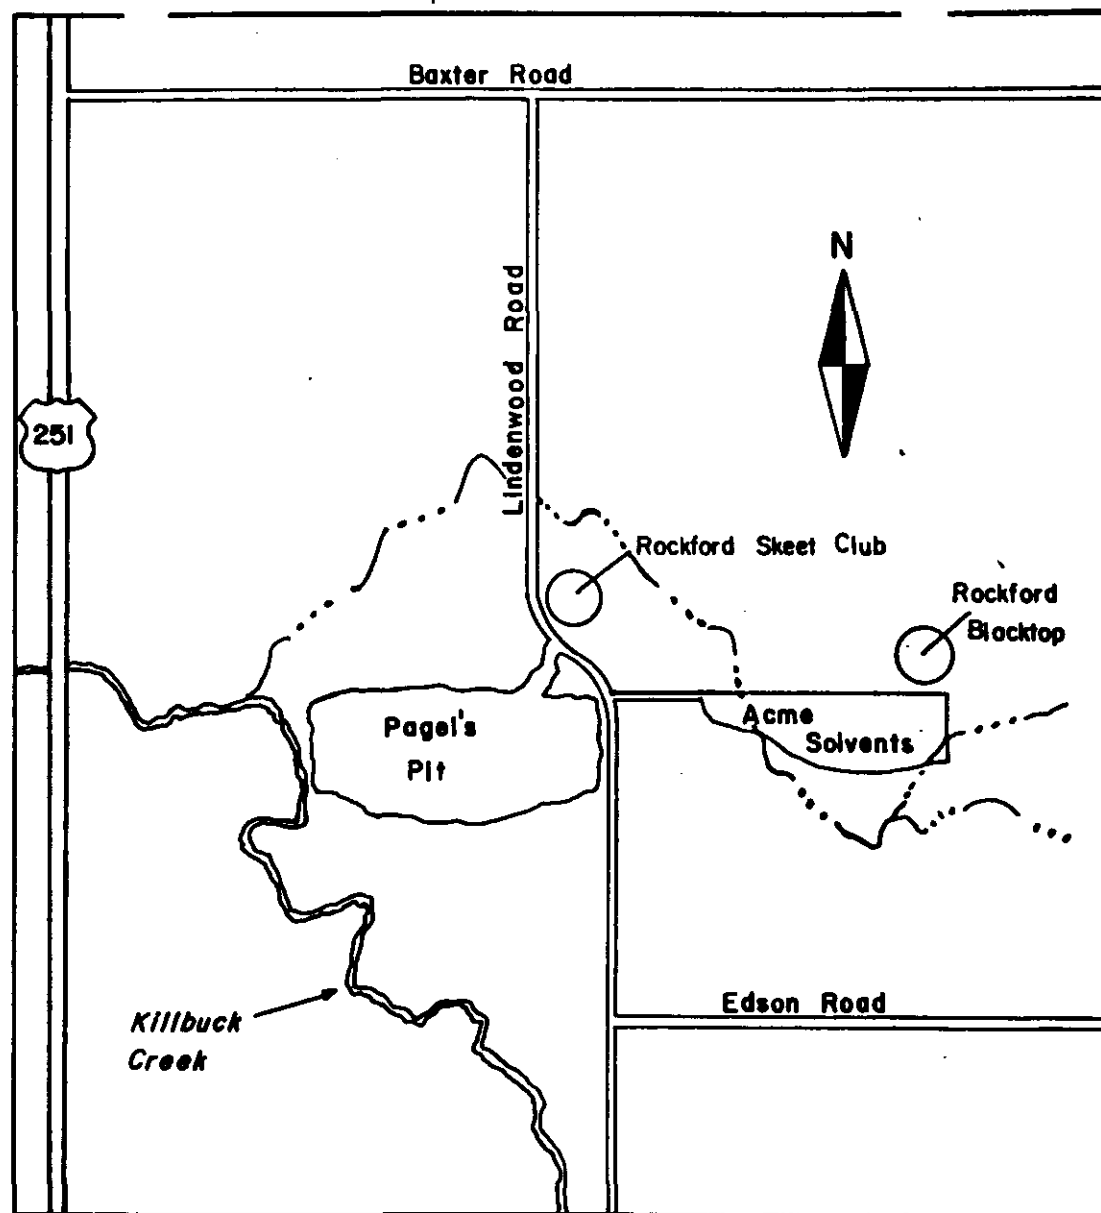 Baxter Road
N
Lindenwood Road
251
Rockford Skeet Club
Rockford
Blacktop
Pagel's
Pit
Acme
Solvents
Edson Road
Killbuck
Creek